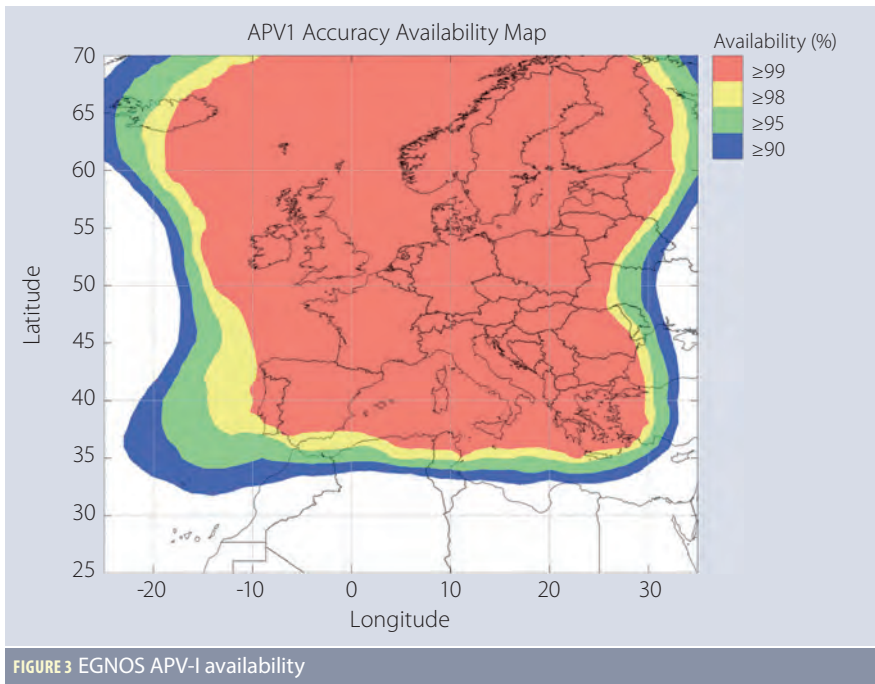 APV1 Accuracy Availability Map
Availability (%)
≥99
≥98
≥95
≥90
Latitude
70
65
60
55
50
45
40
35
30
25
-20 -10 0 10 20 30
Longitude
FIGURE 3 EGNOS APV-I availability